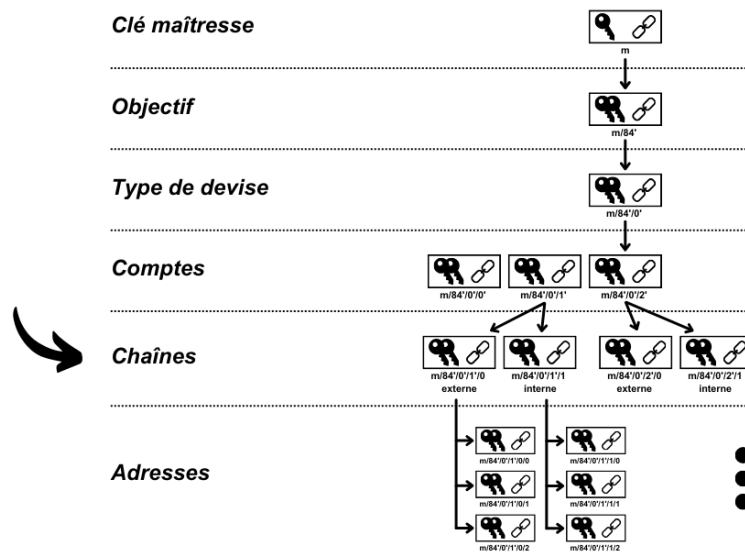 Clé maîtresse
m
Objectif
m/84'
Type de devise
m/84'/0'
Comptes
m/84'/0'/0'
m/84'/0'/1'
m/84'/0'/2'
Chaînes
m/84'/0'/1'/0
externe
m/84'/0'/1'/1
interne
m/84'/0'/2'/0
externe
m/84'/0'/2'/1
interne
Adresses
m/84'/0'/1'/0/0
m/84'/0'/1'/1/0
m/84'/0'/1'/0/1
m/84'/0'/1'/1/1
m/84'/0'/1'/0/2
m/84'/0'/1'/1/2